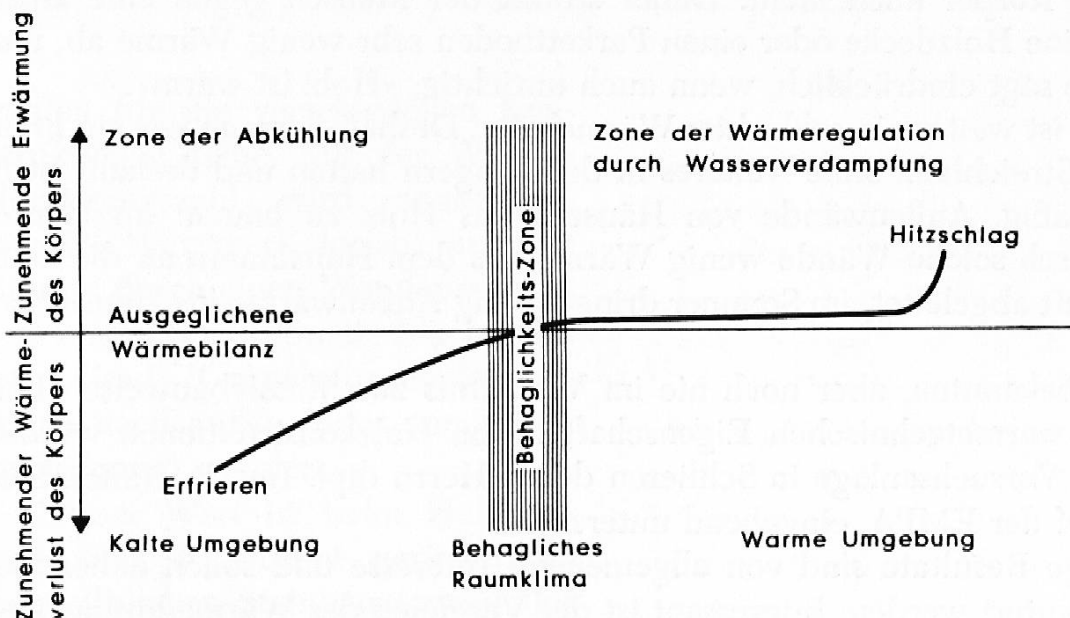 Zunehmende Erwärmung
des Körpers
Zunehmender Wärme-
verlust des Körpers
Zone der Abkühlung
Zone der Wärmeregulation
durch Wasserverdampfung
Behaglichkeits-Zone
Hitzschlag
Ausgeglichene
Wärmebilanz
Erfrieren
Kalte Umgebung
Behagliches
Raumklima
Warme Umgebung